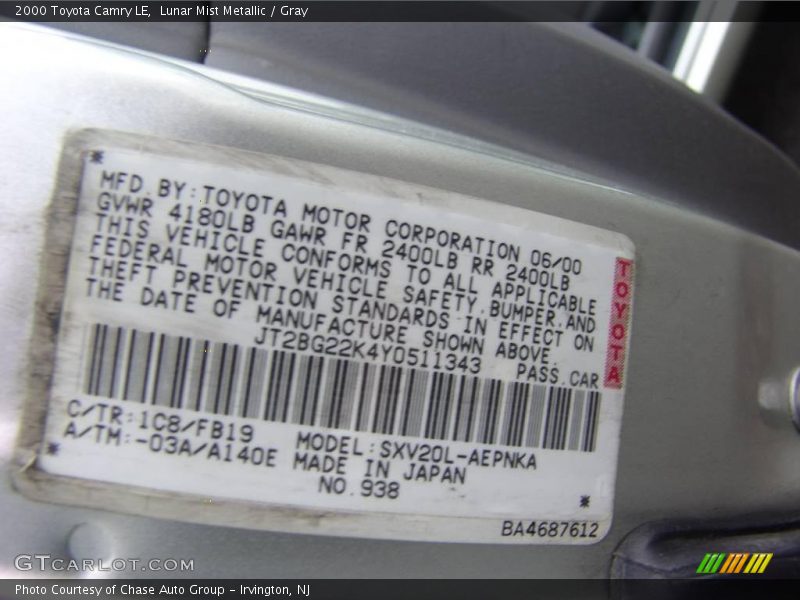 2000 Toyota Camry LE,  Lunar Mist Metallic / Gray
MFD.BY:TOYOTA MOTOR CORPORATION 06/00
GVWR 4180LB GAWR FR 2400LB RR 2400LB
THIS VEHICLE CONFORMS TO ALL APPLICABLE
FEDERAL MOTOR VEHICLE SAFETY,BUMPER,AND
THEFT PREVENTION STANDARDS IN EFFECT ON
THE DATE OF MANUFACTURE SHOWN ABOVE.
JT2BG22K4Y0511343 PASS.CAR
TOYOTA
C/TR:1C8/FB19 MODEL:SXV20L-AEPNKA
A/TM:-03A/A140E MADE IN JAPAN
NO.938
BA4687612
GTCARLOT.COM
Photo Courtesy of Chase Auto Group - Irvington, NJ